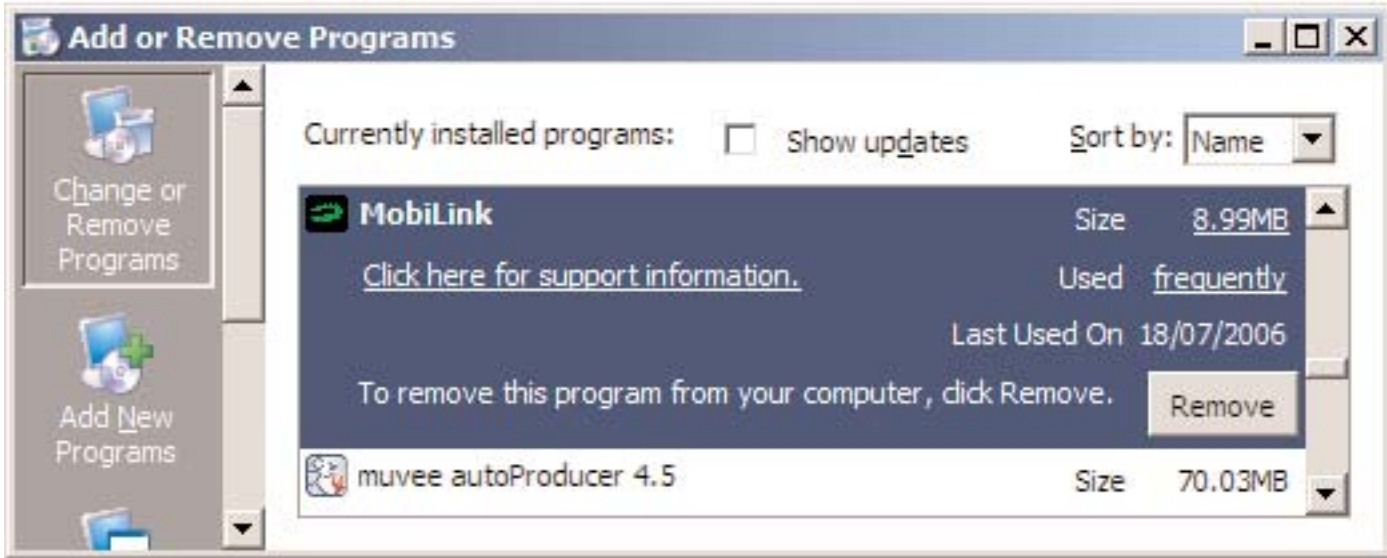 Add or Remove Programs
Change or
Remove
Programs
Add New
Programs
Currently installed programs:
Show updates
Sort by:
Name
MobiLink
Size
8.99MB
Click here for support information.
Used
frequently
Last Used On
18/07/2006
To remove this program from your computer, click Remove.
Remove
muvee autoProducer 4.5
Size
70.03MB